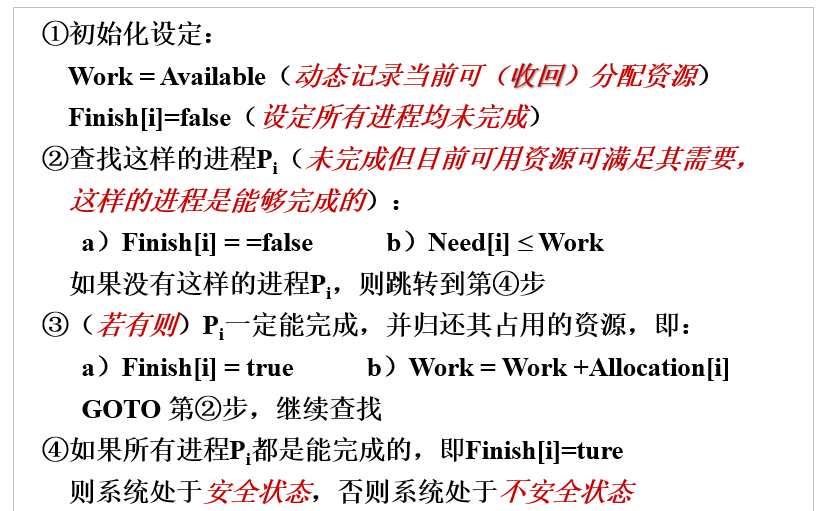 ①初始化设定：
Work = Available（动态记录当前可（收回）分配资源）
Finish[i]=false（设定所有进程均未完成）
②查找这样的进程Pi（未完成但目前可用资源可满足其需要，
这样的进程是能够完成的）：
a）Finish[i] = =false b）Need[i] ≤ Work
如果没有这样的进程Pi，则跳转到第④步
③（若有则）Pi一定能完成，并归还其占用的资源，即：
a）Finish[i] = true b）Work = Work +Allocation[i]
GOTO 第②步，继续查找
④如果所有进程Pi都是能完成的，即Finish[i]=ture
则系统处于安全状态，否则系统处于不安全状态